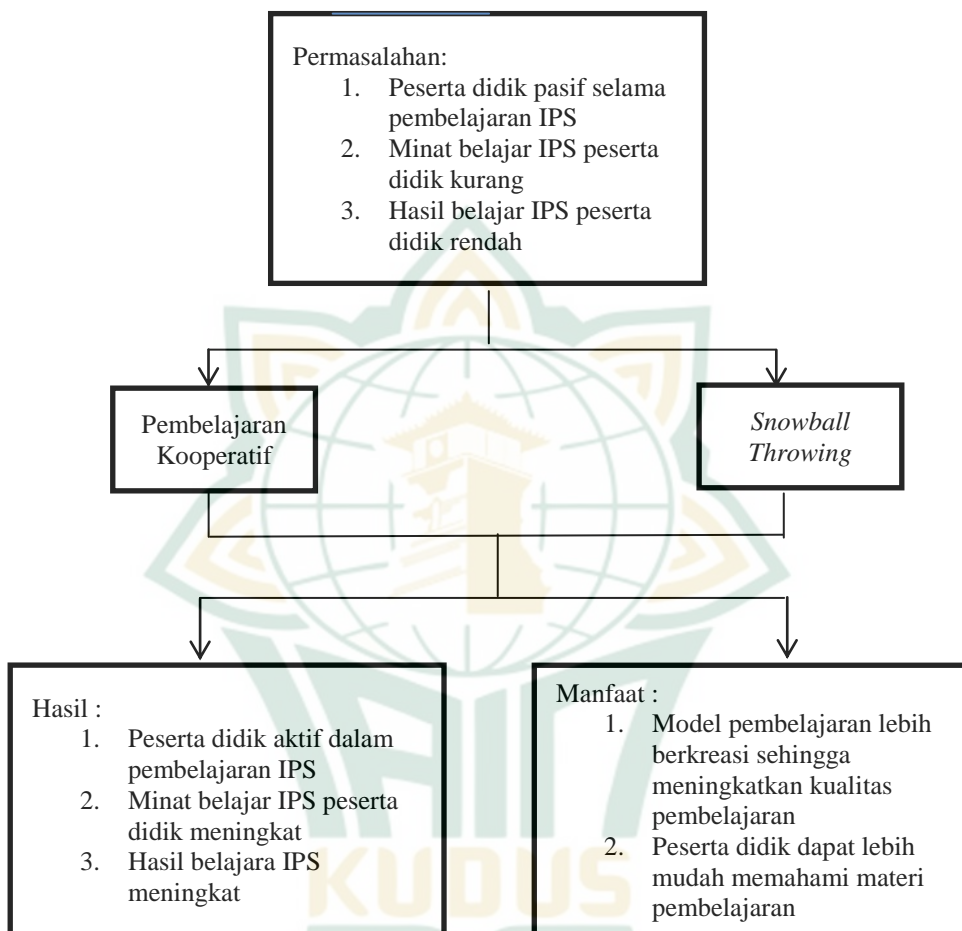 Permasalahan:
1. Peserta didik pasif selama
pembelajaran IPS
2. Minat belajar IPS peserta
didik kurang
3. Hasil belajar IPS peserta
didik rendah
Pembelajaran
Kooperatif
Snowball
Throwing
Hasil :
1. Peserta didik aktif dalam
pembelajaran IPS
2. Minat belajar IPS peserta
didik meningkat
3. Hasil belajara IPS
meningkat
Manfaat :
1. Model pembelajaran lebih
berkreasi sehingga
meningkatkan kualitas
pembelajaran
2. Peserta didik dapat lebih
mudah memahami materi
pembelajaran
IAIN
KUDUS